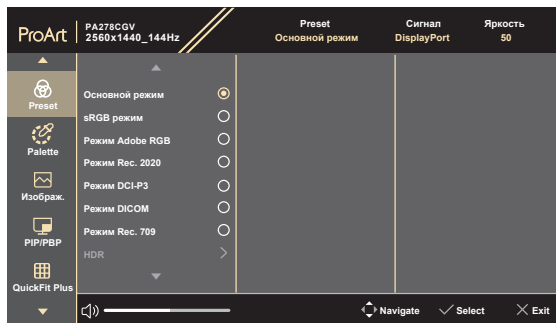 ProArt
PA278CGV
2560x1440_144Hz
Preset
Основной режим
Сигнал
DisplayPort
Яркость
50
Preset
Palette
Изображ.
PIP/PBP
QuickFit Plus
Основной режим
sRGB режим
Режим Adobe RGB
Режим Rec. 2020
Режим DCI-P3
Режим DICOM
Режим Rec. 709
HDR
Navigate
Select
Exit